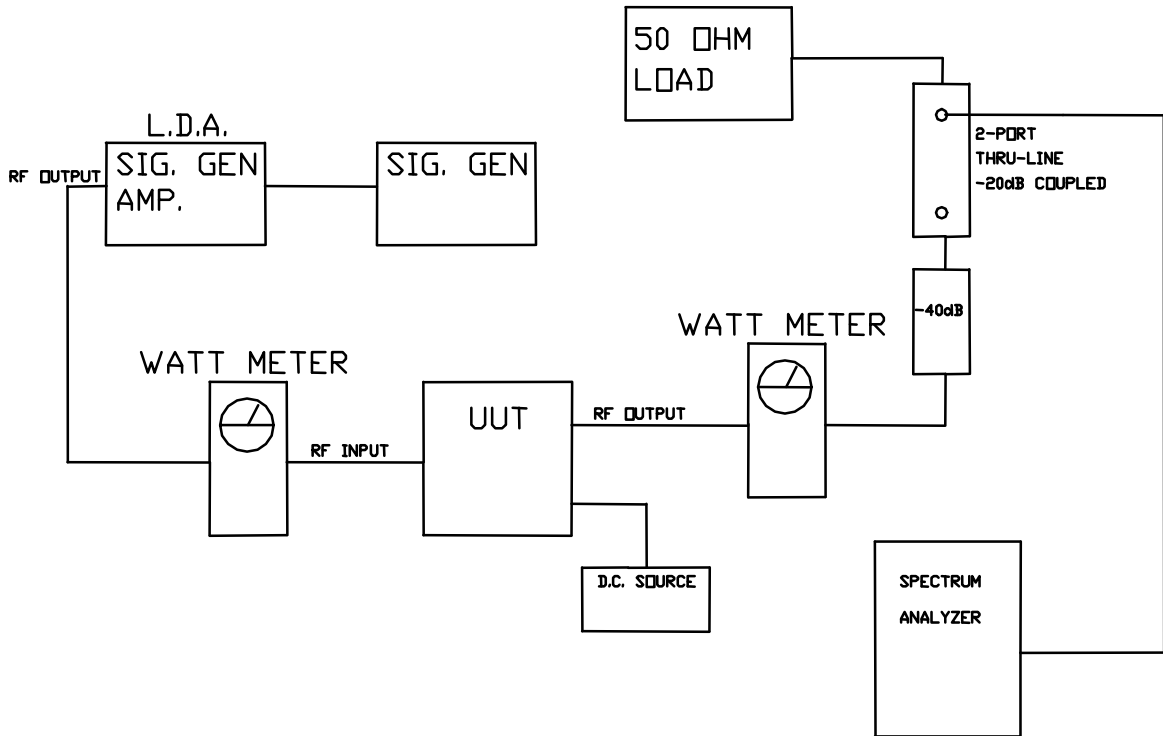 50 OHM
LOAD
L.D.A.
SIG. GEN
AMP.
SIG. GEN
RF OUTPUT
2-PORT
THRU-LINE
-20dB COUPLED
-40dB
WATT METER
WATT METER
UUT
RF OUTPUT
RF INPUT
D.C. SOURCE
SPECTRUM
ANALYZER